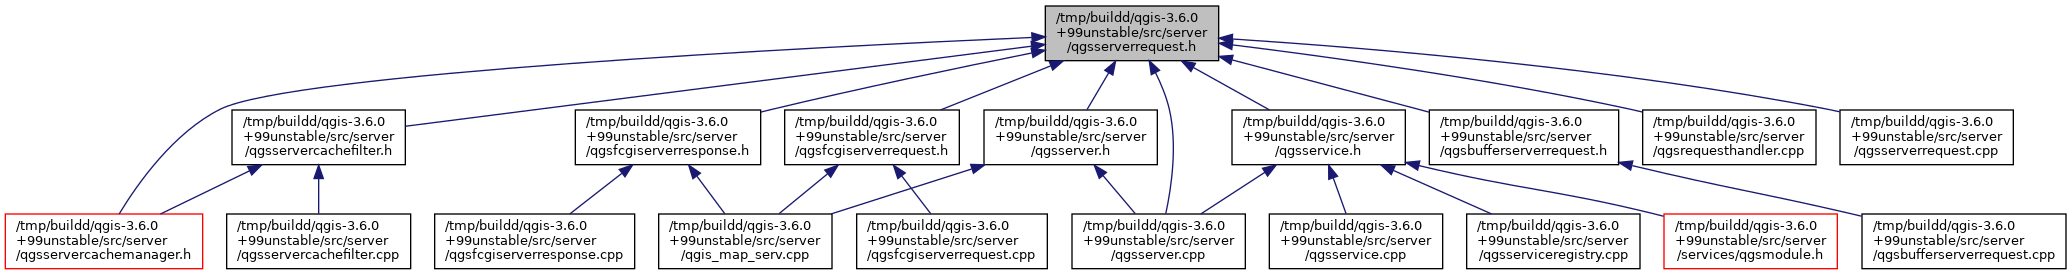 /tmp/buildd/qgis-3.6.0
+99unstable/src/server
/qgsserverrequest.h
/tmp/buildd/qgis-3.6.0
+99unstable/src/server
/qgsservercachefilter.h
/tmp/buildd/qgis-3.6.0
+99unstable/src/server
/qgsfcgiserverresponse.h
/tmp/buildd/qgis-3.6.0
+99unstable/src/server
/qgsfcgiserverrequest.h
/tmp/buildd/qgis-3.6.0
+99unstable/src/server
/qgsserver.h
/tmp/buildd/qgis-3.6.0
+99unstable/src/server
/qgsservice.h
/tmp/buildd/qgis-3.6.0
+99unstable/src/server
/qgsbufferserverrequest.h
/tmp/buildd/qgis-3.6.0
+99unstable/src/server
/qgsrequesthandler.cpp
/tmp/buildd/qgis-3.6.0
+99unstable/src/server
/qgsserverrequest.cpp
/tmp/buildd/qgis-3.6.0
+99unstable/src/server
/qgsservercachemanager.h
/tmp/buildd/qgis-3.6.0
+99unstable/src/server
/qgsservercachefilter.cpp
/tmp/buildd/qgis-3.6.0
+99unstable/src/server
/qgsfcgiserverresponse.cpp
/tmp/buildd/qgis-3.6.0
+99unstable/src/server
/qgis_map_serv.cpp
/tmp/buildd/qgis-3.6.0
+99unstable/src/server
/qgsfcgiserverrequest.cpp
/tmp/buildd/qgis-3.6.0
+99unstable/src/server
/qgsserver.cpp
/tmp/buildd/qgis-3.6.0
+99unstable/src/server
/qgsservice.cpp
/tmp/buildd/qgis-3.6.0
+99unstable/src/server
/qgsserviceregistry.cpp
/tmp/buildd/qgis-3.6.0
+99unstable/src/server
/services/qgsmodule.h
/tmp/buildd/qgis-3.6.0
+99unstable/src/server
/qgsbufferserverrequest.cpp